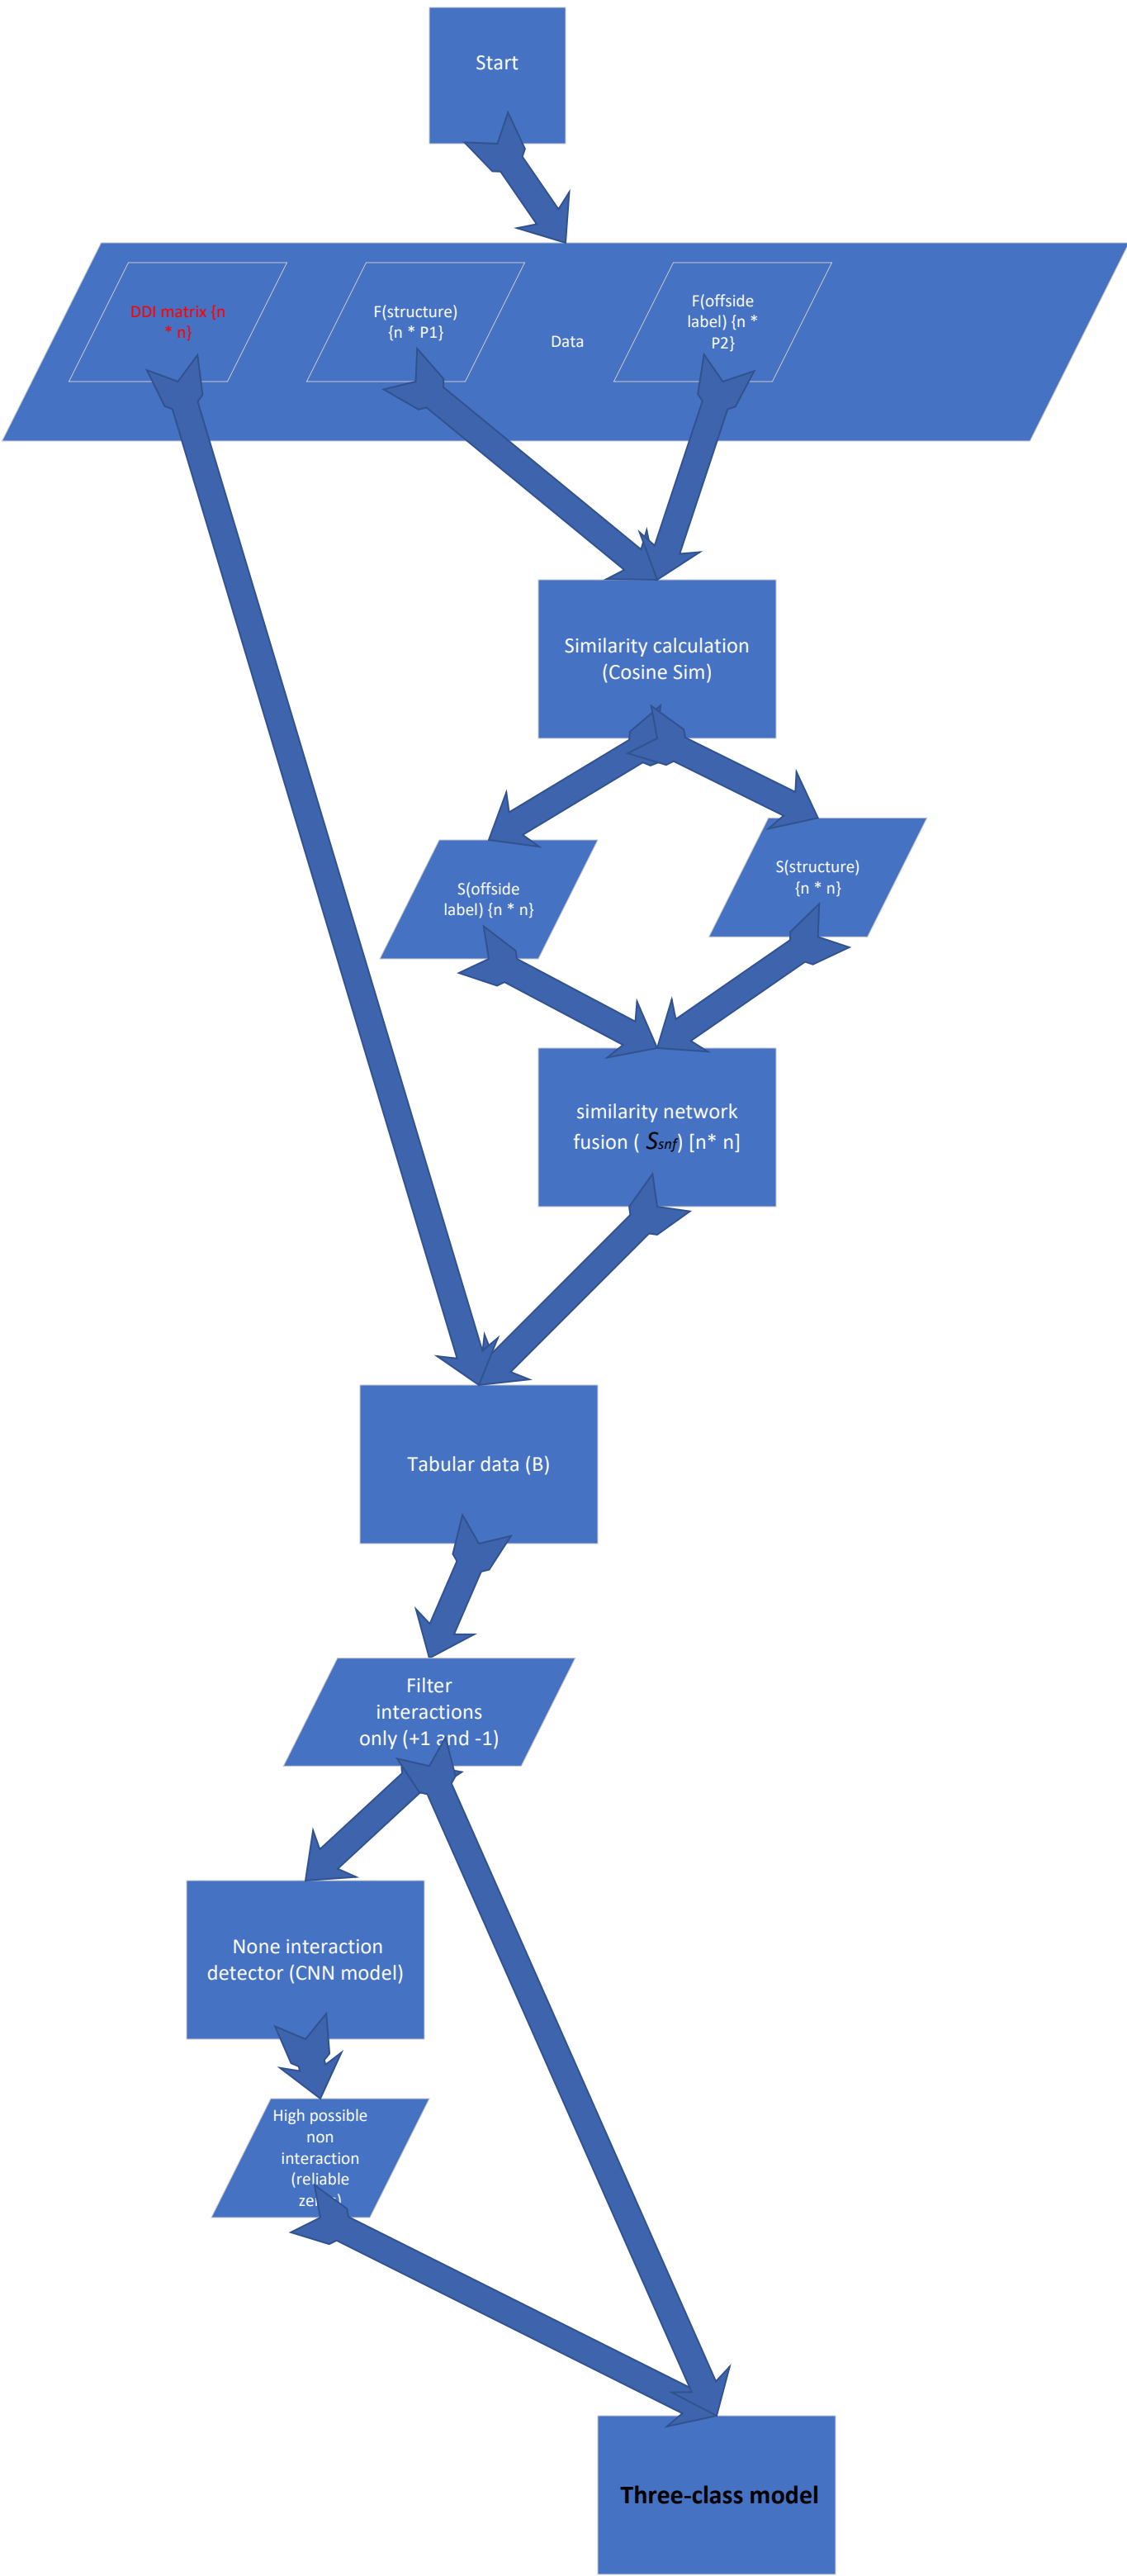 Start
DDI matrix {n
* n}
F(structure)
{n * P1}
Data
F(offside
label) {n *
P2}
Similarity calculation
(Cosine Sim)
S(offside
label) {n * n}
S(structure)
{n * n}
similarity network
fusion ( Ssnf) [n* n]
Tabular data (B)
Filter
interactions
only (+1 and -1)
None interaction
detector (CNN model)
High possible
non
interaction
(reliable
Three-class model